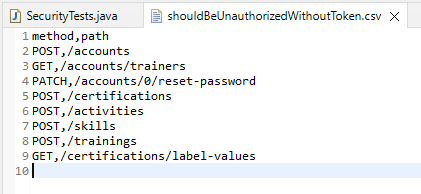 SecurityTests.java
shouldBeUnauthorizedWithoutToken.csv
1 method,path
2 POST,/accounts
3 GET,/accounts/trainers
4 PATCH,/accounts/0/reset-password
5 POST,/certifications
6 POST,/activities
7 POST,/skills
8 POST,/trainings
9 GET,/certifications/label-values
10